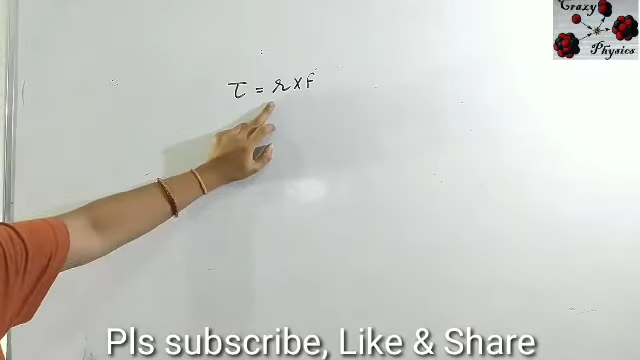 Crazy
Physics
τ = r x F
Pls subscribe, Like & Share